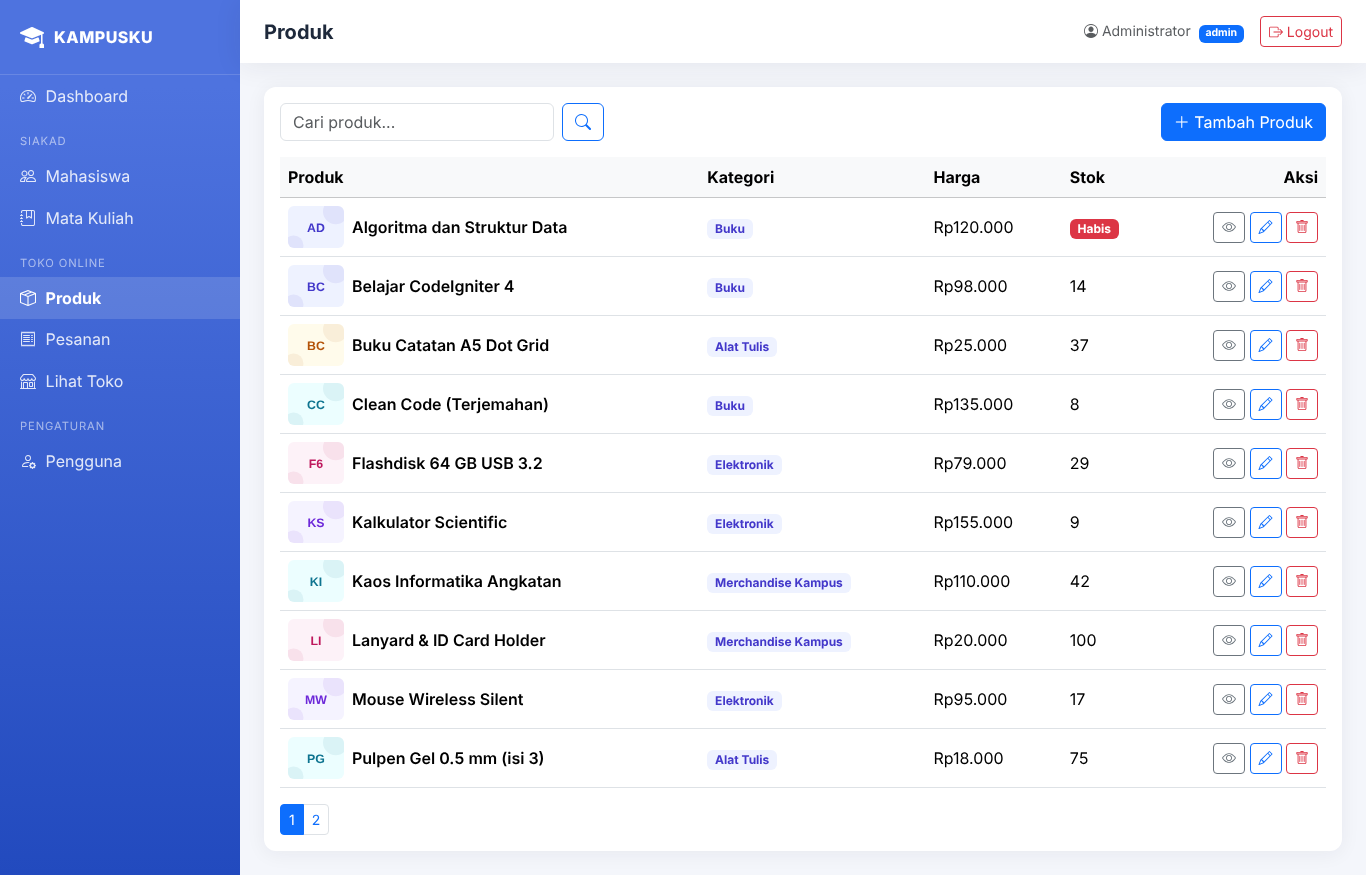 KAMPUSKU
Dashboard
SIAKAD
Mahasiswa
Mata Kuliah
TOKO ONLINE
Produk
Pesanan
Lihat Toko
PENGATURAN
Pengguna
Produk
Administrator admin Logout
Cari produk...
Tambah Produk
Produk Kategori Harga Stok Aksi
AD Algoritma dan Struktur Data Buku Rp120.000 Habis
BC Belajar CodeIgniter 4 Buku Rp98.000 14
BC Buku Catatan A5 Dot Grid Alat Tulis Rp25.000 37
CC Clean Code (Terjemahan) Buku Rp135.000 8
F6 Flashdisk 64 GB USB 3.2 Elektronik Rp79.000 29
KS Kalkulator Scientific Elektronik Rp155.000 9
KI Kaos Informatika Angkatan Merchandise Kampus Rp110.000 42
LI Lanyard & ID Card Holder Merchandise Kampus Rp20.000 100
MW Mouse Wireless Silent Elektronik Rp95.000 17
PG Pulpen Gel 0.5 mm (isi 3) Alat Tulis Rp18.000 75
1 2